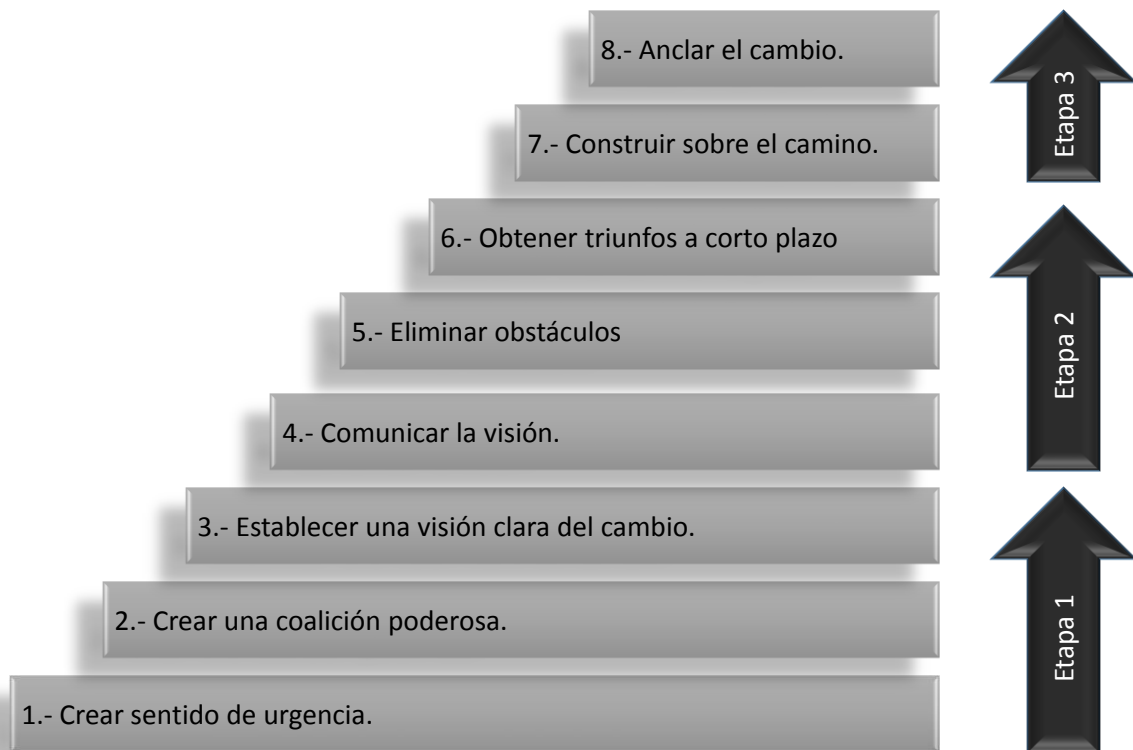 8.- Anclar el cambio.
7.- Construir sobre el camino.
6.- Obtener triunfos a corto plazo
5.- Eliminar obstáculos
4.- Comunicar la visión.
3.- Establecer una visión clara del cambio.
2.- Crear una coalición poderosa.
1.- Crear sentido de urgencia.
Etapa 3
Etapa 2
Etapa 1